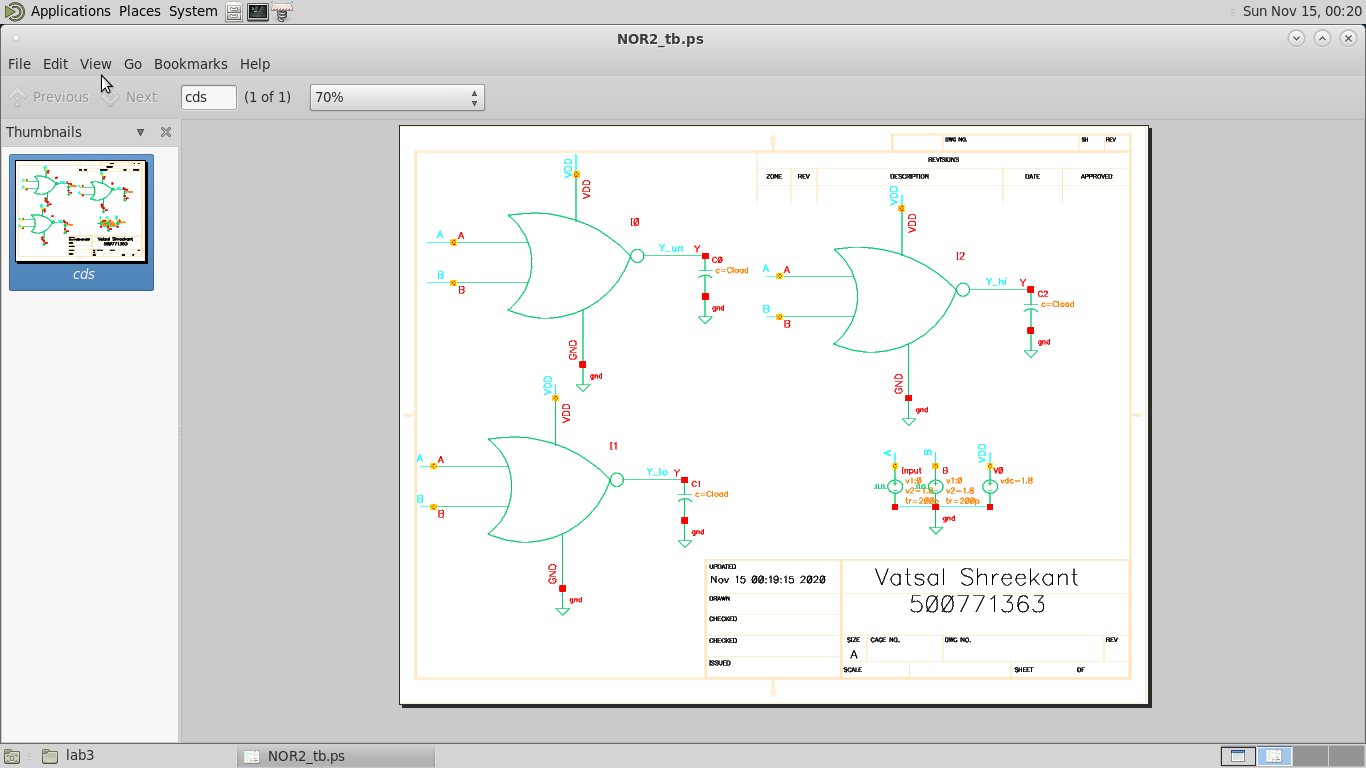 Applications Places System
Sun Nov 15, 00:20
NOR2_tb.ps
File Edit View Go Bookmarks Help
Previous Next cds (1 of 1) 70%
Thumbnails
cds
DWG NO. SH REV
REVISIONS
ZONE REV DESCRIPTION DATE APPROVED
VDD
VDD
I0
A A
B
B
Y_un Y
C0
c=Cload
gnd
GND
gnd
VDD
VDD
I2
A A
B
B
Y_hi Y
C2
c=Cload
gnd
GND
gnd
VDD
VDD
I1
A A
B
B
Y_lo Y
C1
c=Cload
gnd
GND
gnd
A B VDD
Input B V0
v1:0 v1:0 vdc=1.8
v2=1.8 v2=1.8
tr=200p tr=200p
gnd
UPDATED
Nov 15 00:19:15 2020
DRAWN
CHECKED
CHECKED
ISSUED
Vatsal Shreekant
500771363
SIZE CAGE NO. DWG NO. REV
A
SCALE SHEET OF
lab3
NOR2_tb.ps